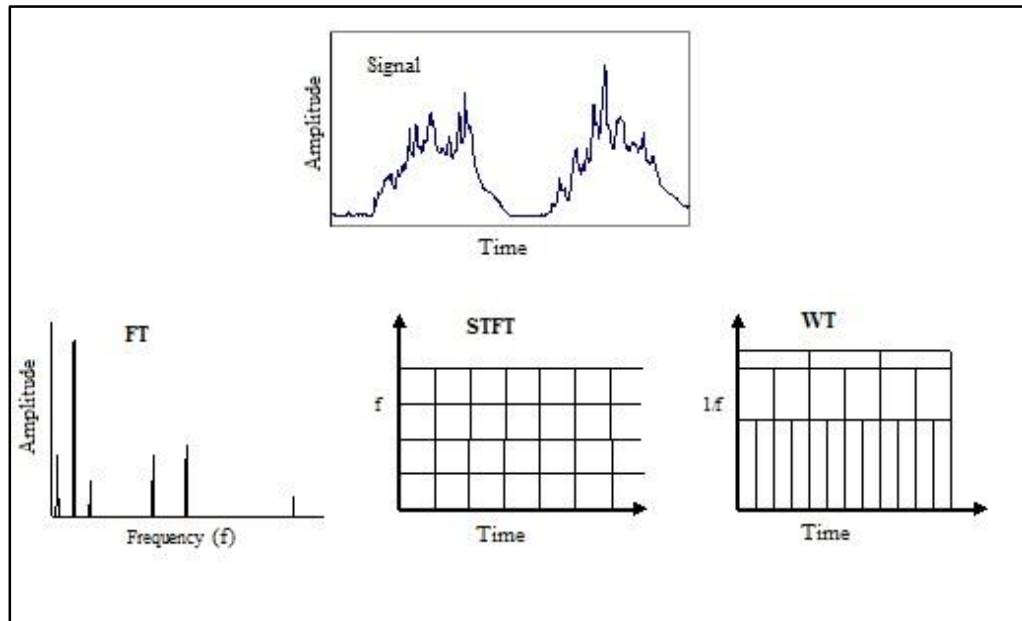 Signal
Amplitude
Time
FT
Amplitude
Frequency (f)
STFT
f
Time
WT
1/f
Time